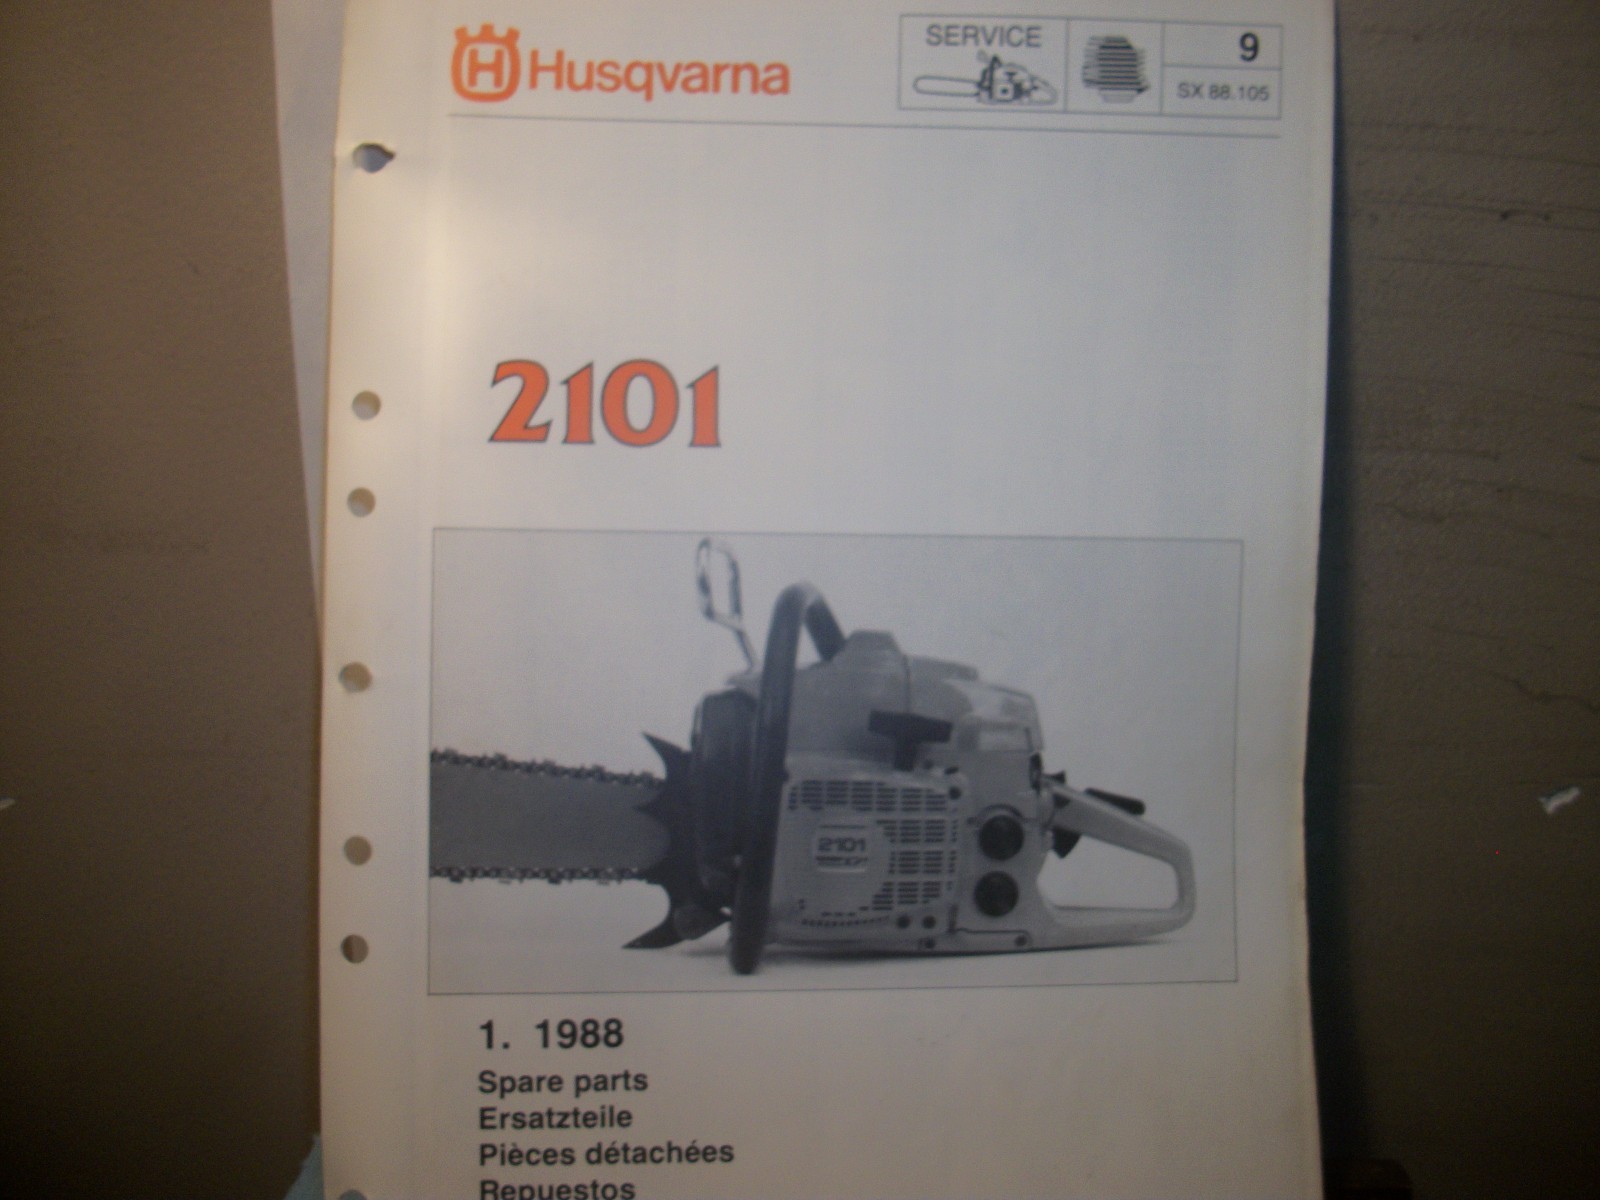 Husqvarna
SERVICE
9
SX 88.105
2101
2101
1. 1988
Spare parts
Ersatzteile
Pièces détachées
Repuestos